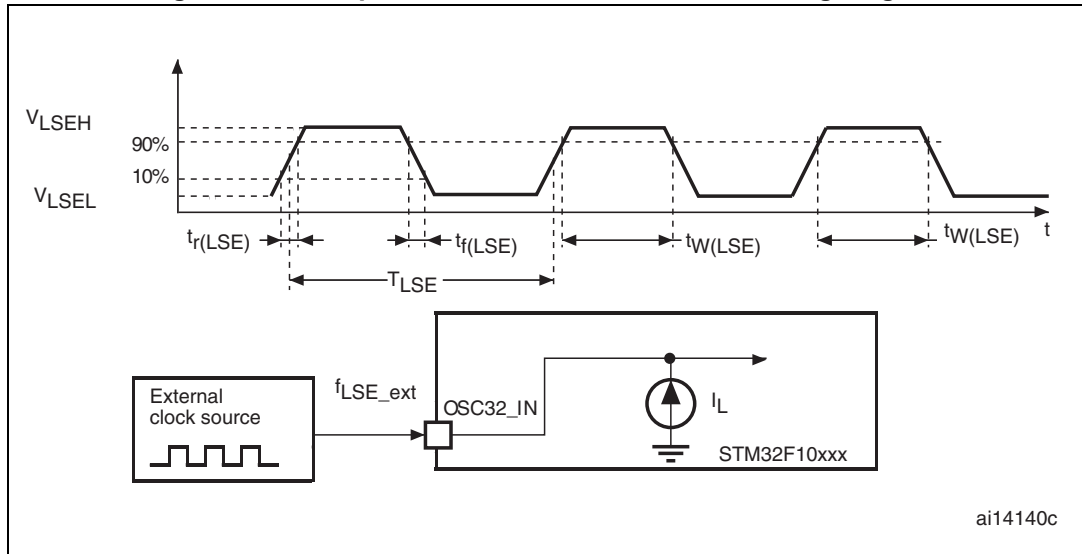 V_LSEH
90%
10%
V_LSEL
t_r(LSE)
t_f(LSE)
t_W(LSE)
t_W(LSE)
t
T_LSE
External
clock source
f_LSE_ext
OSC32_IN
I_L
STM32F10xxx
ai14140c